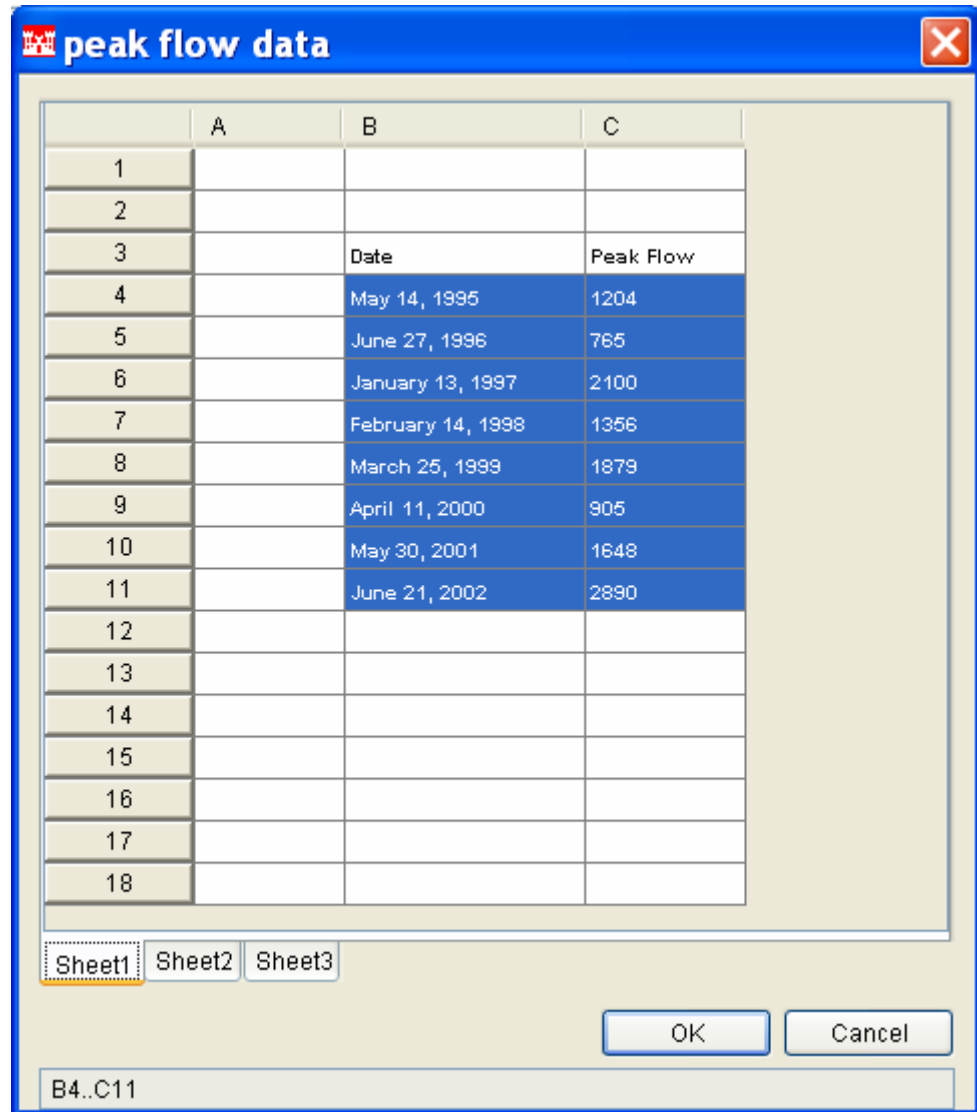 peak flow data
A B C
1
2
3 Date Peak Flow
4 May 14, 1995 1204
5 June 27, 1996 765
6 January 13, 1997 2100
7 February 14, 1998 1356
8 March 25, 1999 1879
9 April 11, 2000 905
10 May 30, 2001 1648
11 June 21, 2002 2890
12
13
14
15
16
17
18
Sheet1 Sheet2 Sheet3
OK Cancel
B4..C11